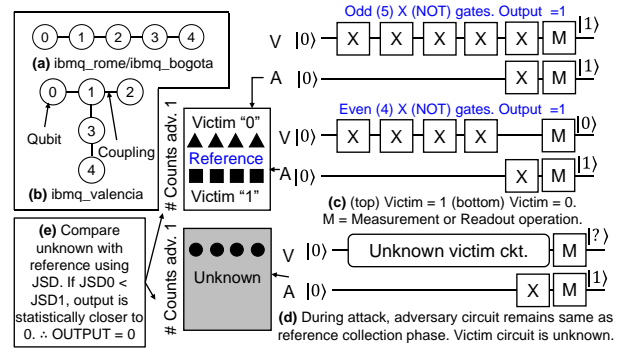 0 1 2 3 4
(a) ibmq_rome/ibmq_bogota
0 1 2
3
4
Qubit
Coupling
(b) ibmq_valencia
Odd (5) X (NOT) gates. Output =1
V |0⟩ X X X X X M |1⟩
A |0⟩ X M |1⟩
Even (4) X (NOT) gates. Output =1
V |0⟩ X X X X M |0⟩
A |0⟩ X M |1⟩
(c) (top) Victim = 1 (bottom) Victim = 0.
M = Measurement or Readout operation.
# Counts adv. 1
Victim "0"
Reference
Victim "1"
# Counts adv. 1
Unknown
(e) Compare
unknown with
reference using
JSD. If JSD0 <
JSD1, output is
statistically closer to
0. ∴ OUTPUT = 0
V |0⟩ Unknown victim ckt. M |?⟩
A |0⟩ X M |1⟩
(d) During attack, adversary circuit remains same as
reference collection phase. Victim circuit is unknown.